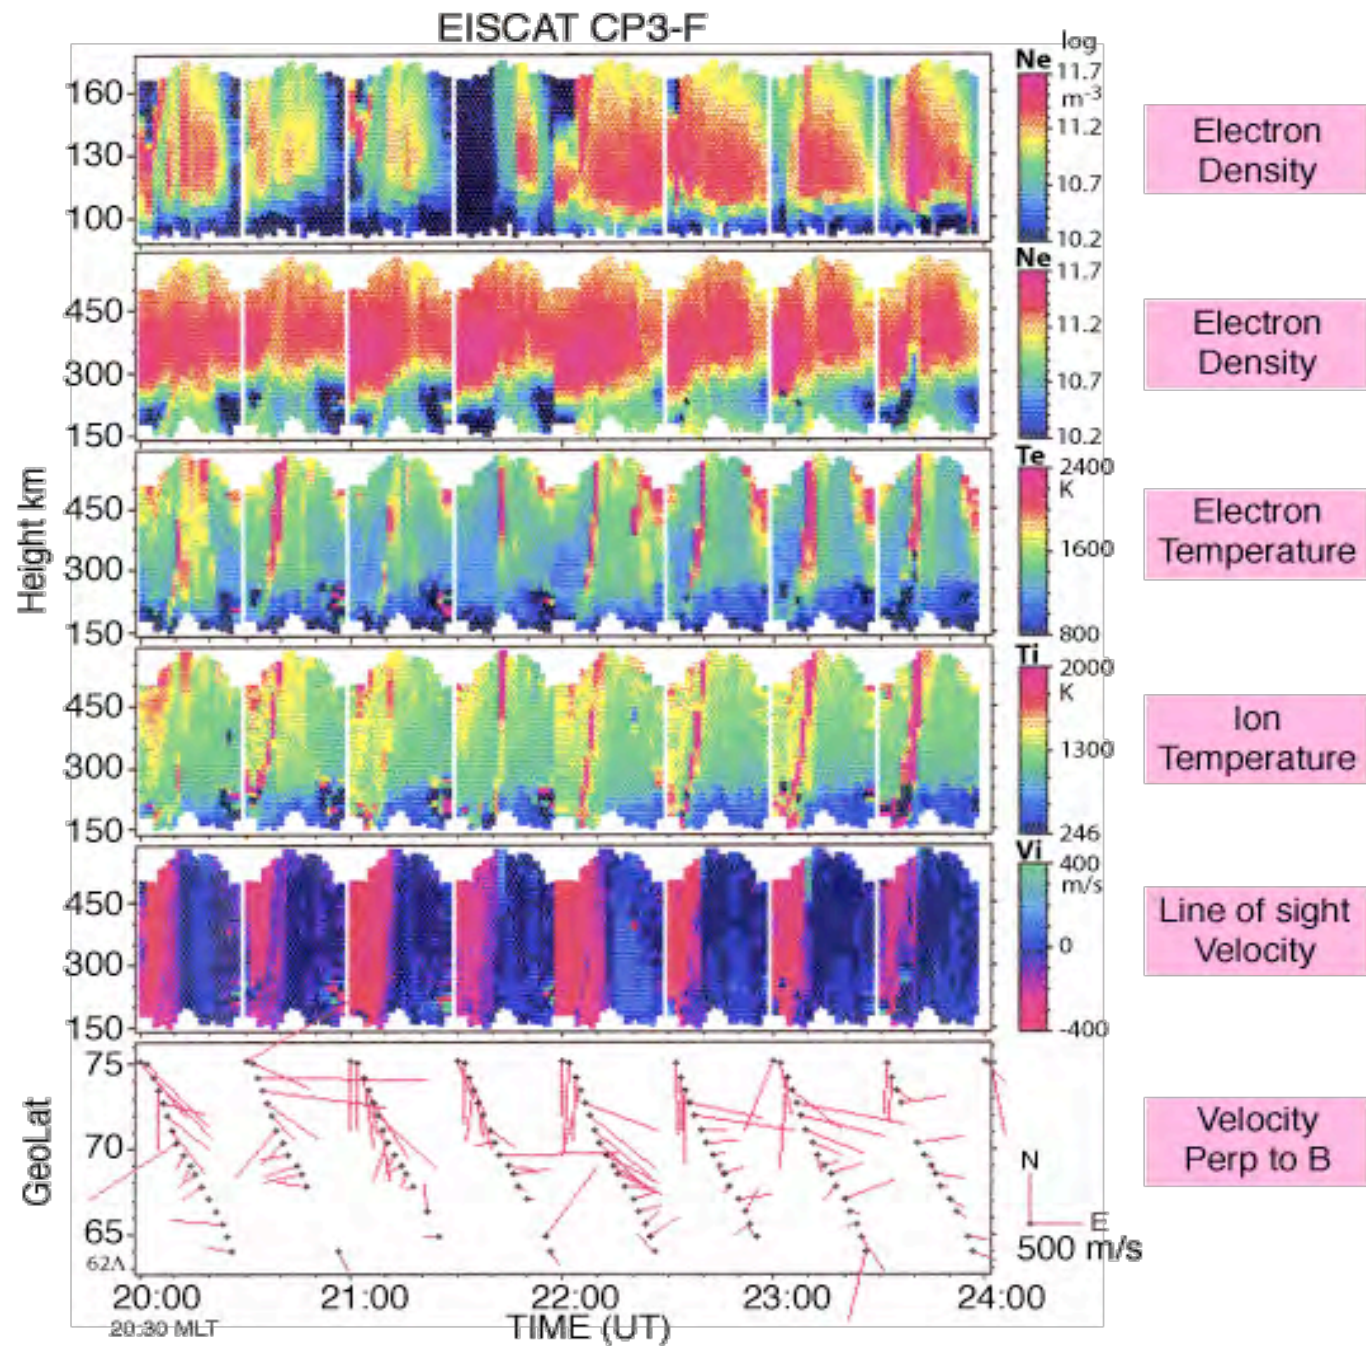 EISCAT CP3-F
Ne
log
11.7
m-3
11.2
10.7
10.2
160
130
100
Electron
Density
Ne
11.7
11.2
10.7
10.2
450
300
150
Electron
Density
Te
2400
K
1600
800
450
300
150
Electron
Temperature
Height km
Ti
2000
K
1300
246
450
300
150
Ion
Temperature
Vi
400
m/s
0
-400
450
300
150
Line of sight
Velocity
GeoLat
75
70
65
62Λ
N
E
500 m/s
Velocity
Perp to B
20:00 21:00 22:00 23:00 24:00
20:30 MLT
TIME (UT)